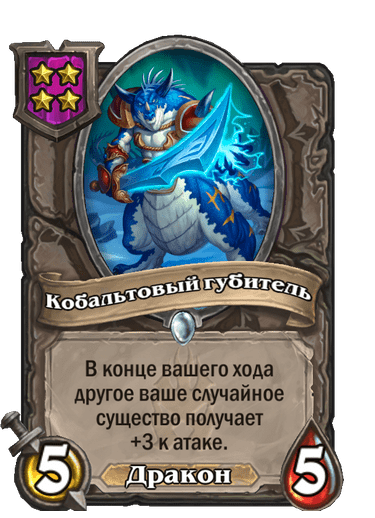 Кобальтовый губитель
В конце вашего хода
другое ваше случайное
существо получает
+3 к атаке.
5
Дракон
5